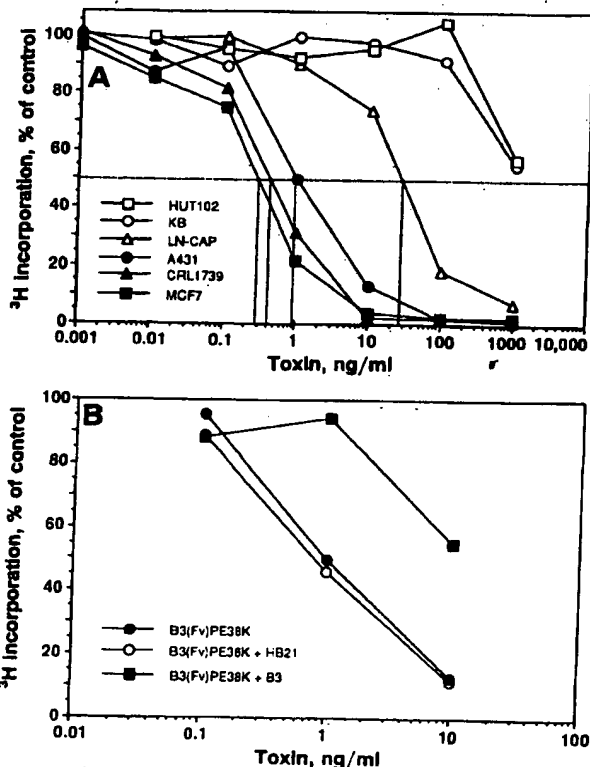 A
³H incorporation, % of control
100
80
60
40
20
0
HUT102
KB
LN-CAP
A431
CRL1739
MCF7
0.001 0.01 0.1 1 10 100 1000 10,000
Toxin, ng/ml
B
³H incorporation, % of control
100
80
60
40
20
0
B3(Fv)PE38K
B3(Fv)PE38K + HB21
B3(Fv)PE38K + B3
0.01 0.1 1 10 100
Toxin, ng/ml